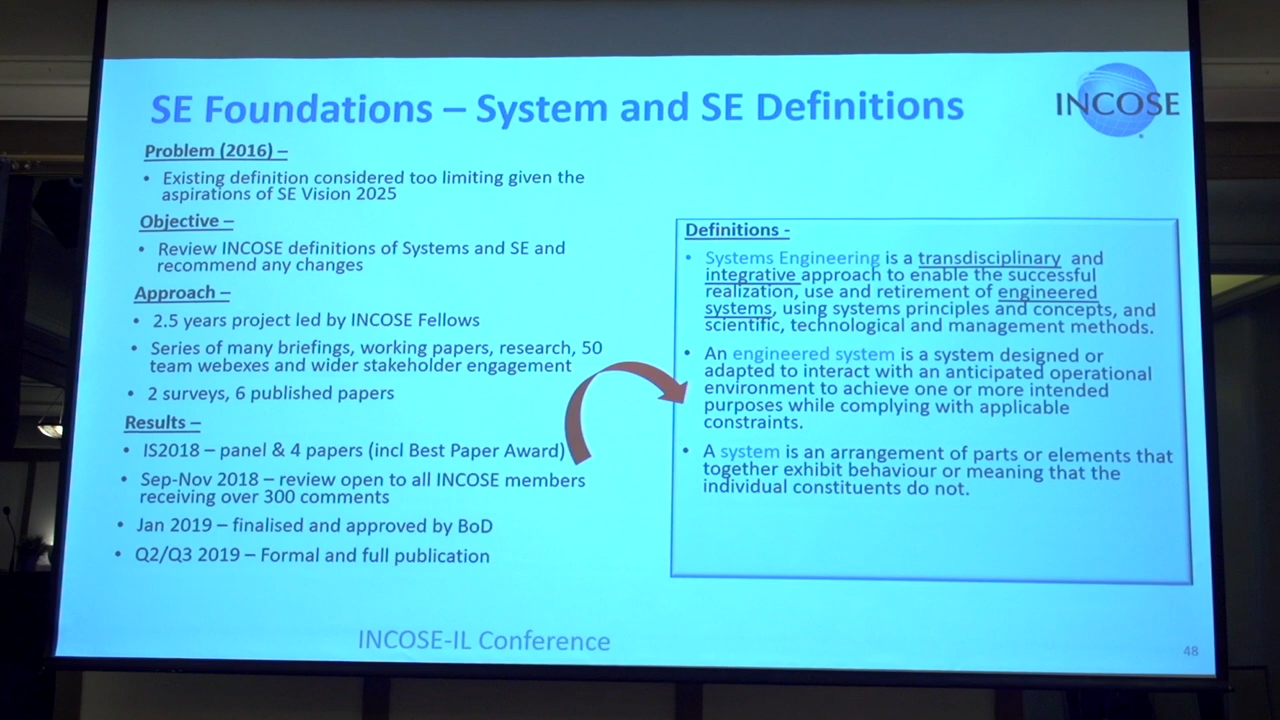 SE Foundations – System and SE Definitions
INCOSE
Problem (2016) –
• Existing definition considered too limiting given the
aspirations of SE Vision 2025
Objective –
• Review INCOSE definitions of Systems and SE and
recommend any changes
Approach –
• 2.5 years project led by INCOSE Fellows
• Series of many briefings, working papers, research, 50
team webexes and wider stakeholder engagement
• 2 surveys, 6 published papers
Results –
• IS2018 – panel & 4 papers (incl Best Paper Award)
• Sep-Nov 2018 – review open to all INCOSE members
receiving over 300 comments
• Jan 2019 – finalised and approved by BoD
• Q2/Q3 2019 – Formal and full publication
Definitions -
• Systems Engineering is a transdisciplinary and
integrative approach to enable the successful
realization, use and retirement of engineered
systems, using systems principles and concepts, and
scientific, technological and management methods.
• An engineered system is a system designed or
adapted to interact with an anticipated operational
environment to achieve one or more intended
purposes while complying with applicable
constraints.
• A system is an arrangement of parts or elements that
together exhibit behaviour or meaning that the
individual constituents do not.
INCOSE-IL Conference
48